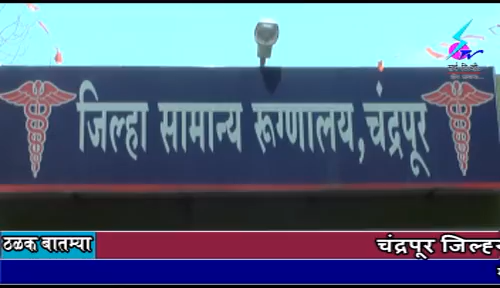 जिल्हा सामान्य रूग्णालय, चंद्रपूर
ठळक बातम्या
चंद्रपूर जिल्ह